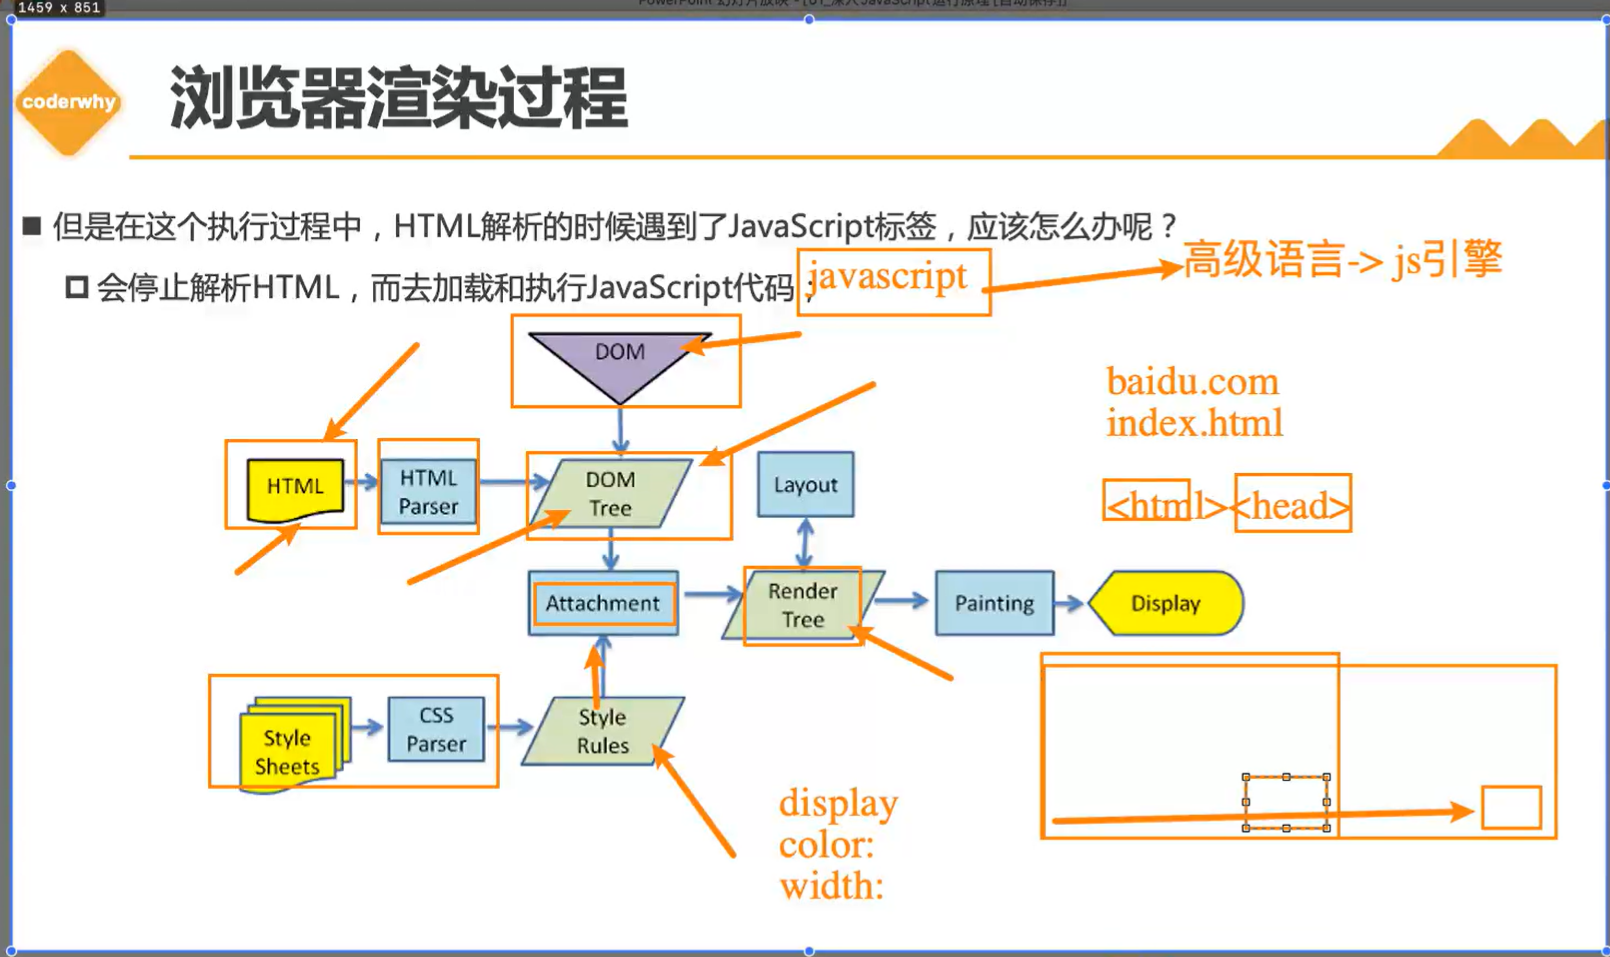 1459 x 851
coderwhy
浏览器渲染过程
但是在这个执行过程中，HTML解析的时候遇到了JavaScript标签，应该怎么办呢？
会停止解析HTML，而去加载和执行JavaScript代码；
javascript
高级语言-> js引擎
DOM
baidu.com
index.html
HTML
HTML
Parser
DOM
Tree
Layout
<html><head>
Attachment
Render
Tree
Painting
Display
Style
Sheets
CSS
Parser
Style
Rules
display
color:
width: